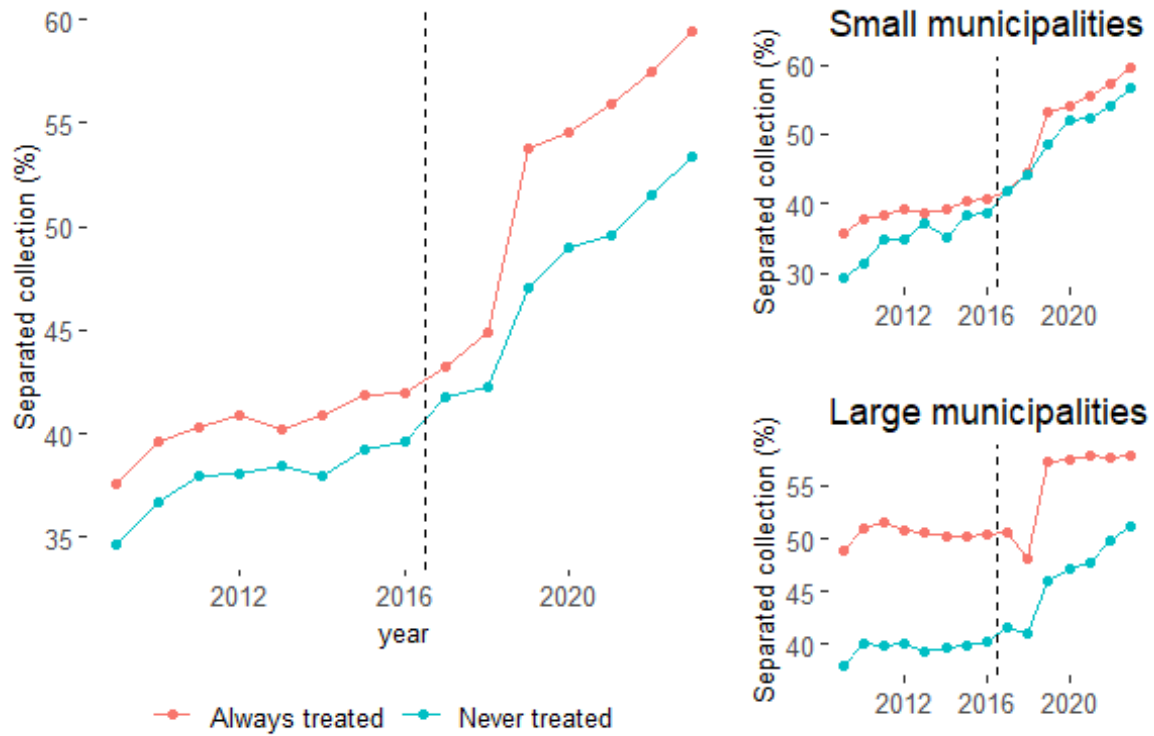 Separated collection (%)
60
55
50
45
40
35
2012
2016
2020
year
Always treated
Never treated
Small municipalities
Separated collection (%)
60
50
40
30
2012
2016
2020
Large municipalities
Separated collection (%)
55
50
45
40
2012
2016
2020